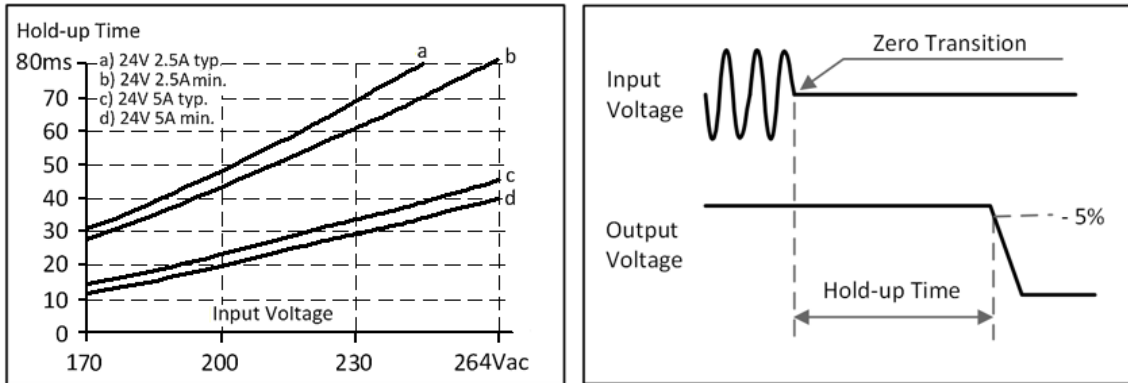 Hold-up Time
80ms
70
60
50
40
30
20
10
0
a) 24V 2.5A typ.
b) 24V 2.5A min.
c) 24V 5A typ.
d) 24V 5A min.
a
b
c
d
Input Voltage
170
200
230
264Vac
Zero Transition
Input
Voltage
Output
Voltage
- 5%
Hold-up Time